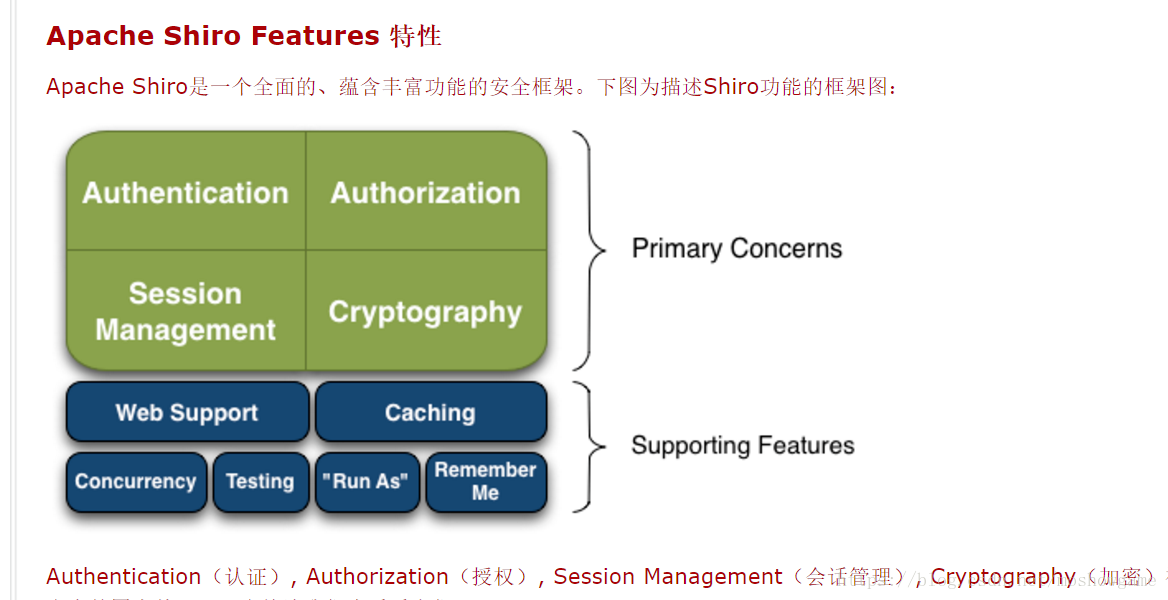 Apache Shiro Features 特性
Apache Shiro是一个全面的、蕴含丰富功能的安全框架。下图为描述Shiro功能的框架图：
Authentication
Authorization
Session
Management
Cryptography
Primary Concerns
Web Support
Caching
Concurrency
Testing
"Run As"
Remember
Me
Supporting Features
Authentication（认证）, Authorization（授权）, Session Management（会话管理）, Cryptography（加密）